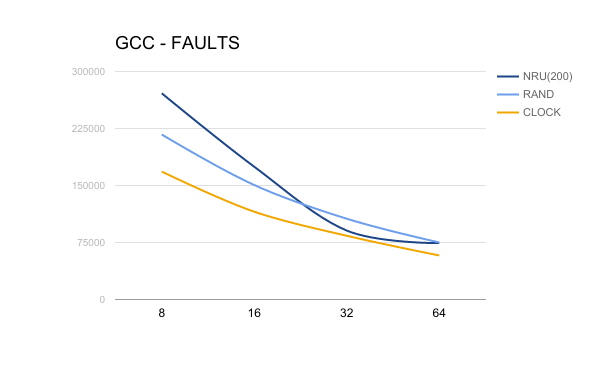 GCC - FAULTS
300000
225000
150000
75000
0
8 16 32 64
NRU(200)
RAND
CLOCK